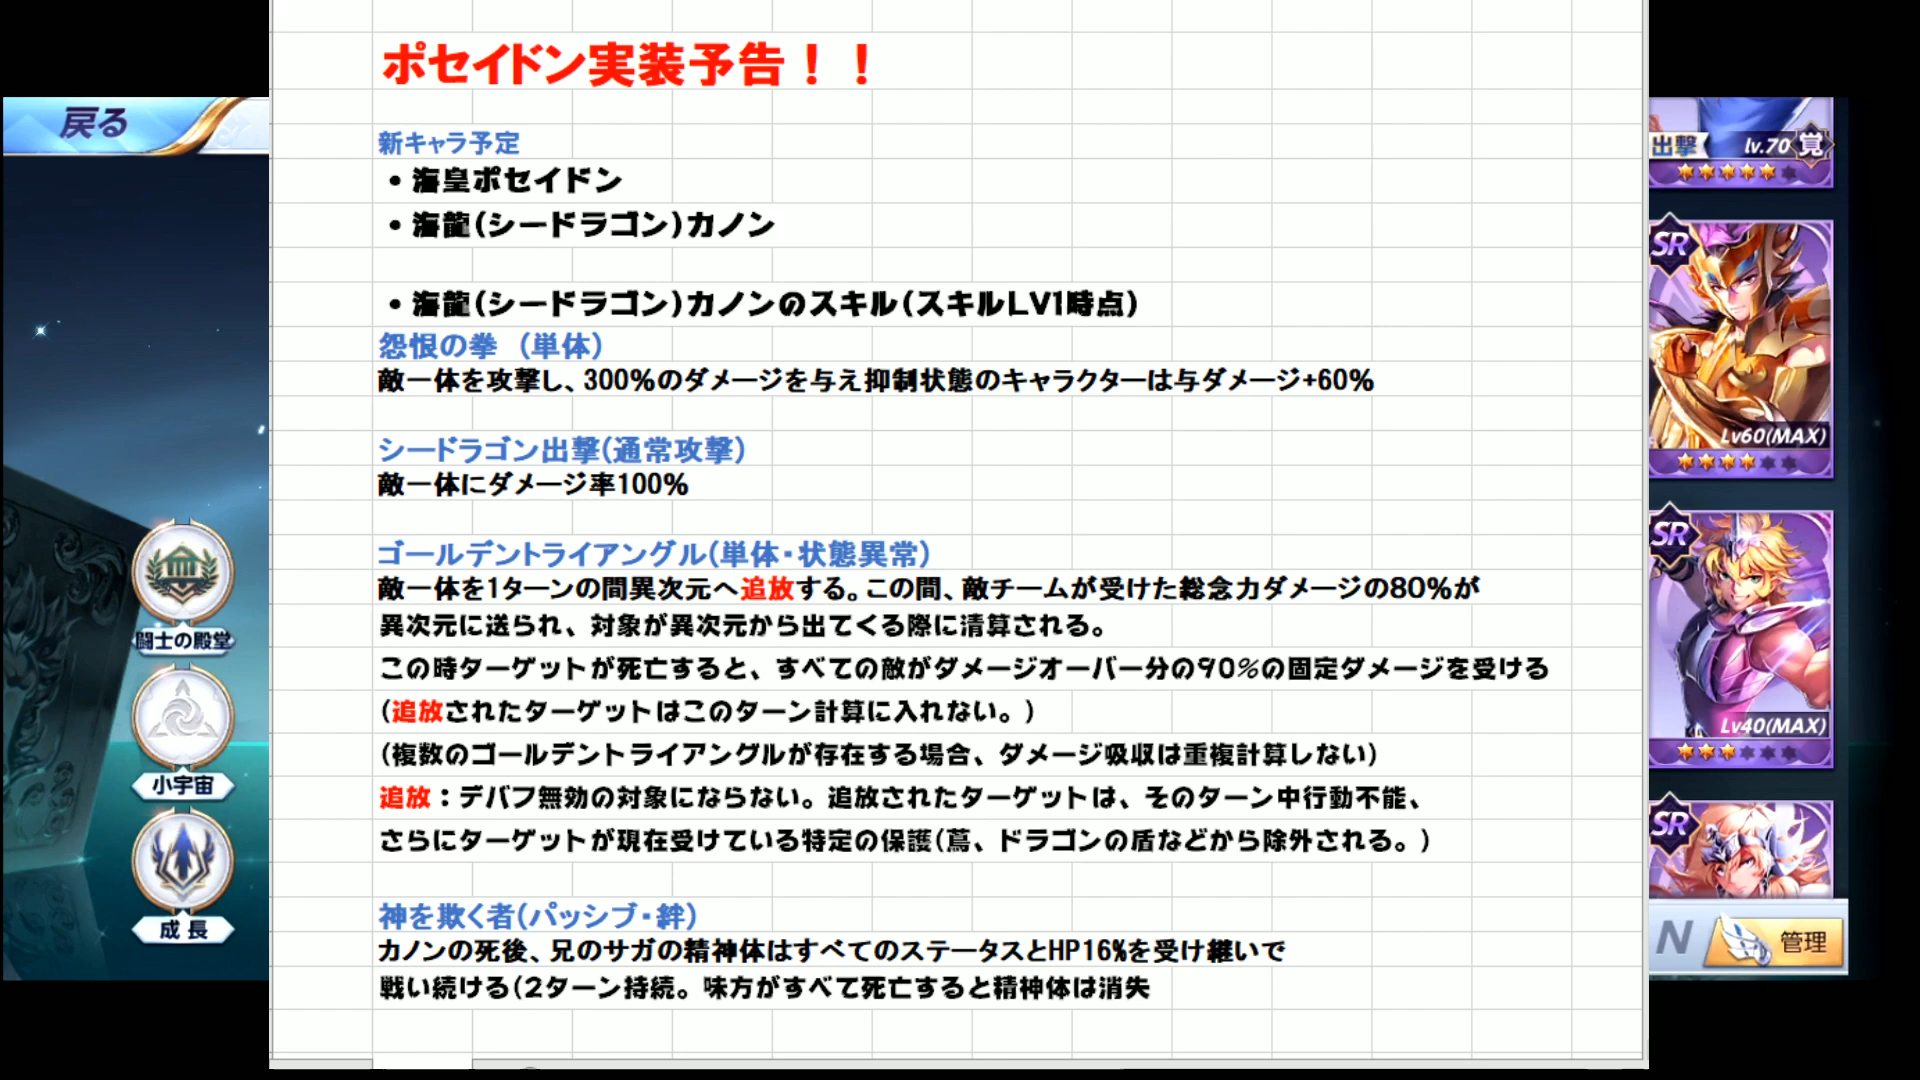 ポセイドン実装予告！！
戻る
新キャラ予定
・海皇ポセイドン
・海龍(シードラゴン)カノン
・海龍(シードラゴン)カノンのスキル(スキルLV1時点)
怨恨の拳 （単体）
敵一体を攻撃し、300%のダメージを与え抑制状態のキャラクターは与ダメージ+60%
シードラゴン出撃(通常攻撃)
敵一体にダメージ率100%
ゴールデントライアングル(単体・状態異常)
敵一体を1ターンの間異次元へ追放する。この間、敵チームが受けた総念力ダメージの80%が
異次元に送られ、対象が異次元から出てくる際に清算される。
この時ターゲットが死亡すると、すべての敵がダメージオーバー分の90%の固定ダメージを受ける
(追放されたターゲットはこのターン計算に入れない。)
(複数のゴールデントライアングルが存在する場合、ダメージ吸収は重複計算しない)
追放：デバフ無効の対象にならない。追放されたターゲットは、そのターン中行動不能、
さらにターゲットが現在受けている特定の保護(蔦、ドラゴンの盾などから除外される。)
神を欺く者(パッシブ・絆)
カノンの死後、兄のサガの精神体はすべてのステータスとHP16%を受け継いで
戦い続ける(2ターン持続。味方がすべて死亡すると精神体は消失
闘士の殿堂
小宇宙
成長
出撃
lv.70
覚
SR
Lv60(MAX)
SR
Lv40(MAX)
SR
N
管理